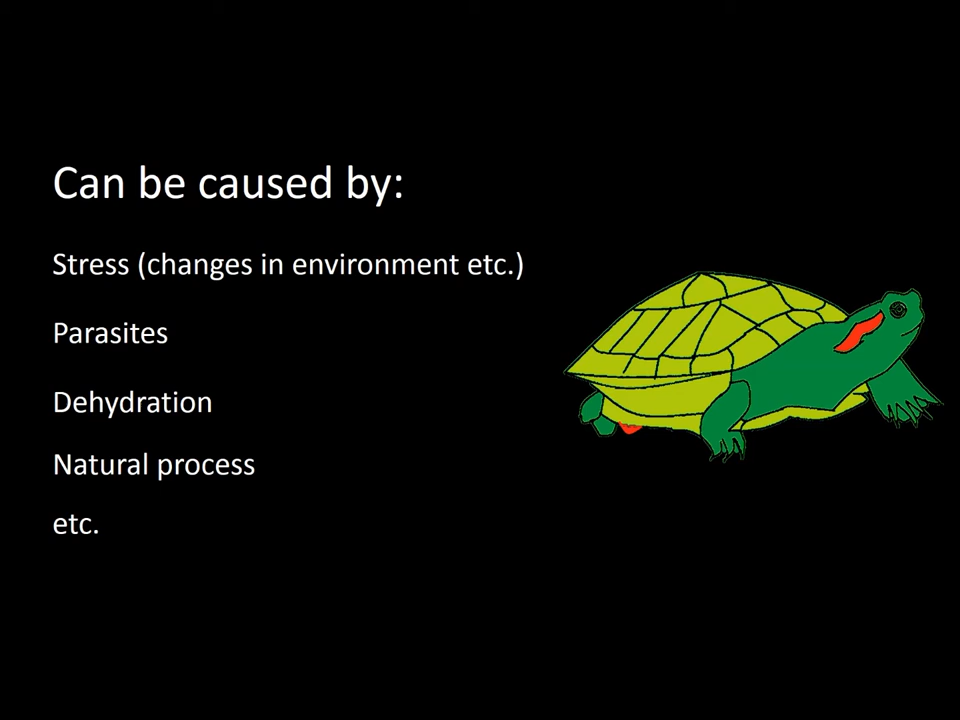 Can be caused by:
Stress (changes in environment etc.)
Parasites
Dehydration
Natural process
etc.